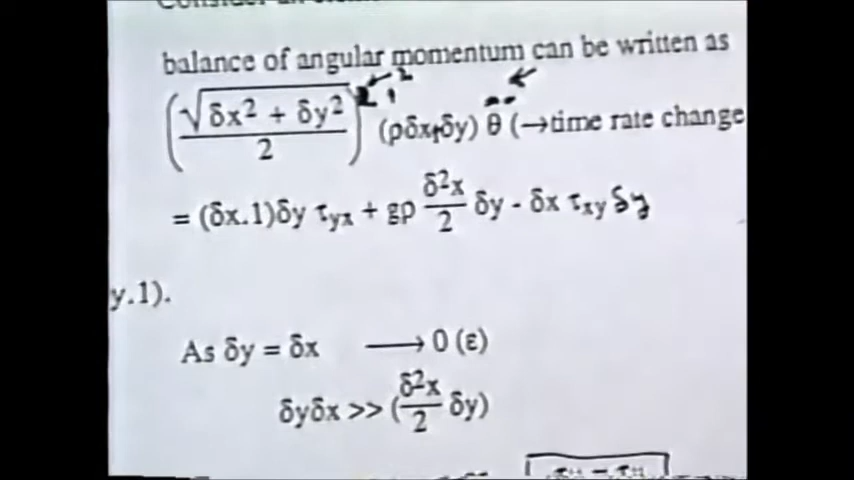 balance of angular momentum can be written as
(√(δx² + δy²) / 2)² (ρδx1δy) θ̈ (→time rate change
= (δx.1)δy τyx + gρ δ²x/2 δy - δx τxy δy
y.1).
As δy = δx ⟶ 0 (ε)
δyδx >> (δ²x/2 δy)